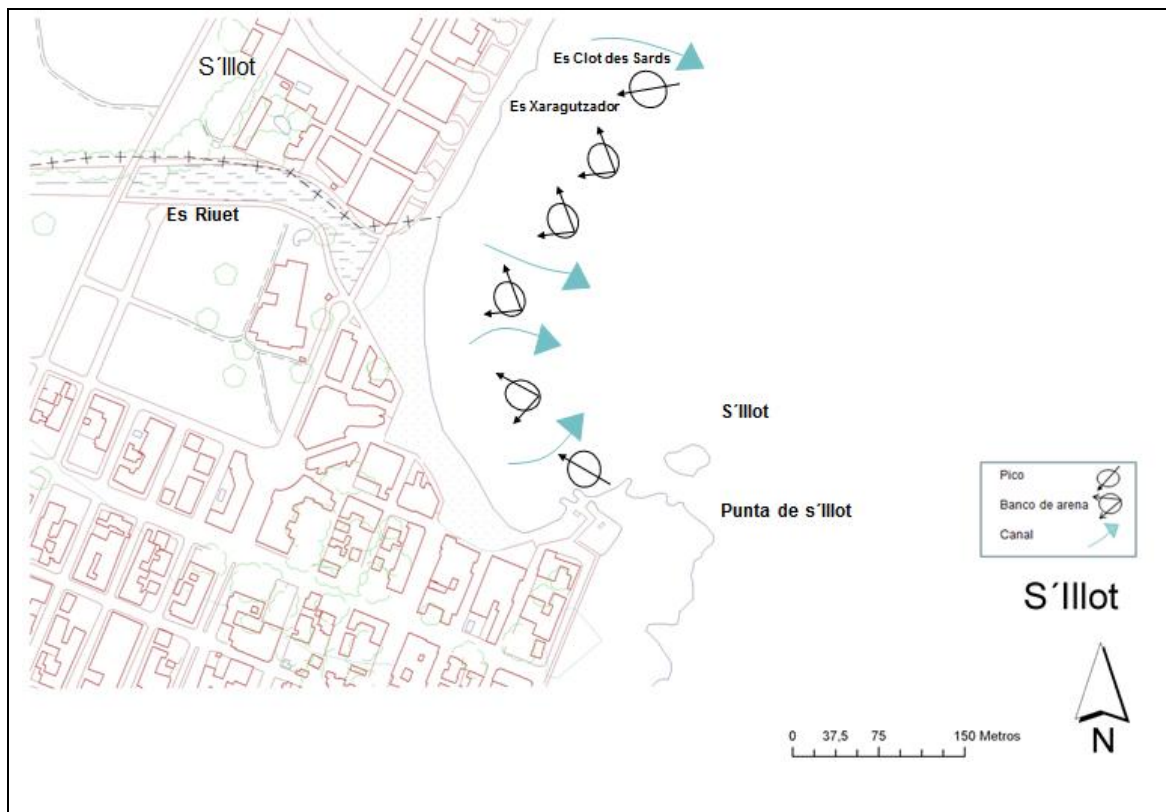 S´Illot
Es Clot des Sards
Es Xaragutzador
Es Riuet
S´Illot
Punta de s´Illot
Pico
Banco de arena
Canal
S´Illot
N
0 37,5 75 150 Metros